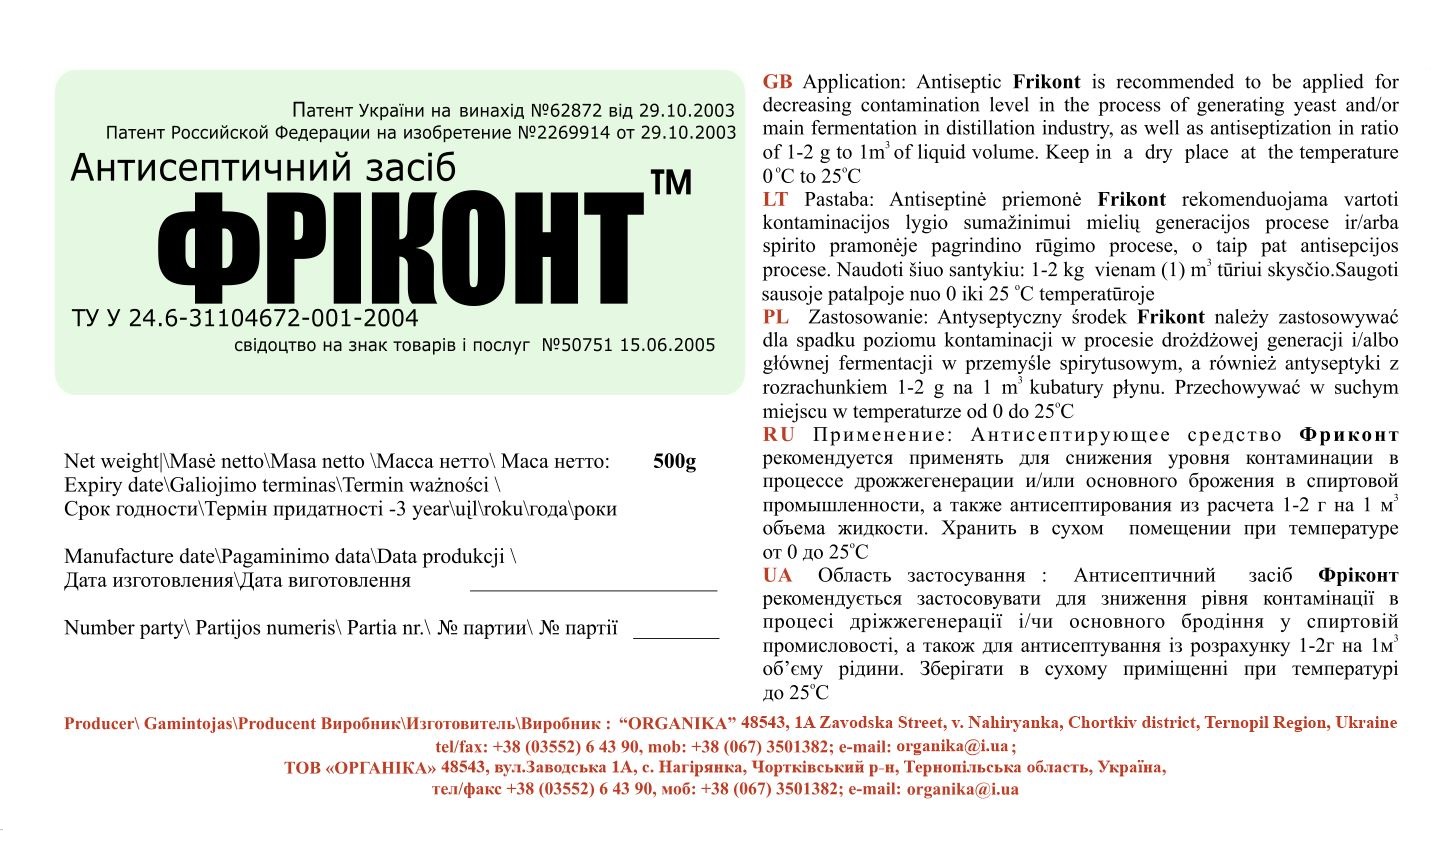 Патент України на винахід №62872 від 29.10.2003
Патент Российской Федерации на изобретение №2269914 от 29.10.2003
Антисептичний засіб
ФРІКОНТ™
ТУ У 24.6-31104672-001-2004
свідоцтво на знак товарів і послуг №50751 15.06.2005
Net weight|\Masė netto\Masa netto \Масса нетто\ Маса нетто: 500g
Expiry date\Galiojimo terminas\Termin ważności \
Срок годности\Термін придатності -3 year\uįl\roku\года\роки
Manufacture date\Pagaminimo data\Data produkcji \
Дата изготовления\Дата виготовлення
Number party\ Partijos numeris\ Partia nr.\ № партии\ № партії
GB Application: Antiseptic Frikont is recommended to be applied for
decreasing contamination level in the process of generating yeast and/or
main fermentation in distillation industry, as well as antiseptization in ratio
of 1-2 g to 1m³ of liquid volume. Keep in a dry place at the temperature
0°C to 25°C
LT Pastaba: Antiseptinė priemonė Frikont rekomenduojama vartoti
kontaminacijos lygio sumažinimui mielių generacijos procese ir/arba
spirito pramonėje pagrindino rūgimo procese, o taip pat antisepcijos
procese. Naudoti šiuo santykiu: 1-2 kg vienam (1) m³ tūriui skysčio.Saugoti
sausoje patalpoje nuo 0 iki 25 °C temperatūroje
PL Zastosowanie: Antyseptyczny środek Frikont należy zastosowywać
dla spadku poziomu kontaminacji w procesie drożdżowej generacji i/albo
głównej fermentacji w przemyśle spirytusowym, a również antyseptyki z
rozrachunkiem 1-2 g na 1 m³ kubatury płynu. Przechowywać w suchym
miejscu w temperaturze od 0 do 25°C
RU Применение: Антисептирующее средство Фриконт
рекомендуется применять для снижения уровня контаминации в
процессе дрожжегенерации и/или основного брожения в спиртовой
промышленности, а также антисептирования из расчета 1-2 г на 1 м³
объема жидкости. Хранить в сухом помещении при температуре
от 0 до 25°C
UA Область застосування : Антисептичний засіб Фріконт
рекомендується застосовувати для зниження рівня контамінації в
процесі дріжжегенерації і/чи основного бродіння у спиртовій
промисловості, а також для антисептування із розрахунку 1-2г на 1м³
об’єму рідини. Зберігати в сухому приміщенні при температурі
до 25°C
Producer\ Gamintojas\Producent Виробник\Изготовитель\Виробник : “ORGANIKA” 48543, 1A Zavodska Street, v. Nahiryanka, Chortkiv district, Ternopil Region, Ukraine
tel/fax: +38 (03552) 6 43 90, mob: +38 (067) 3501382; e-mail: organika@i.ua ;
ТОВ «ОРГАНІКА» 48543, вул.Заводська 1А, с. Нагірянка, Чортківський р-н, Тернопільська область, Україна,
тел/факс +38 (03552) 6 43 90, моб: +38 (067) 3501382; e-mail: organika@i.ua